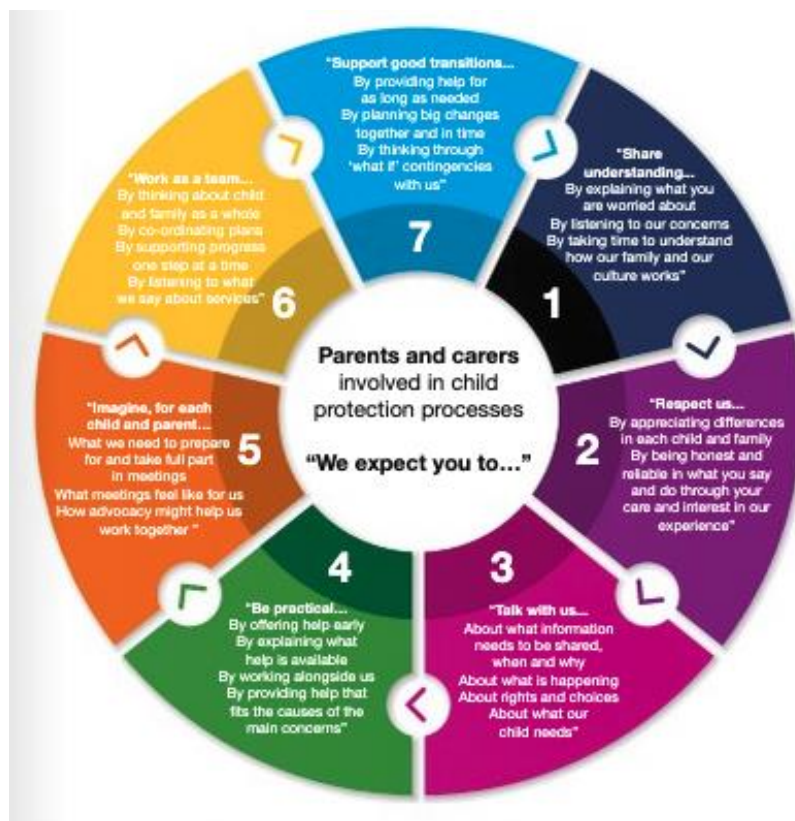 Parents and carers
involved in child
protection processes
“We expect you to...”
1
"Share
understanding...
By explaining what you
are worried about
By listening to our concerns
By taking time to understand
how our family and our
culture works"
2
"Respect us...
By appreciating differences
in each child and family
By being honest and
reliable in what you say
and do through your
care and interest in our
experience"
3
"Talk with us...
About what information
needs to be shared,
when and why
About what is happening
About rights and choices
About what our
child needs"
4
"Be practical...
By offering help early
By explaining what
help is available
By working alongside us
By providing help that
fits the causes of the
main concerns"
5
"Imagine, for each
child and parent...
What we need to prepare
for and take full part
in meetings
What meetings feel like for us
How advocacy might help us
work together "
6
"Work as a team...
By thinking about child
and family as a whole
By co-ordinating plans
By supporting progress
one step at a time
By listening to what
we say about services"
7
"Support good transitions...
By providing help for
as long as needed
By planning big changes
together and in time
By thinking through
'what if' contingencies
with us"